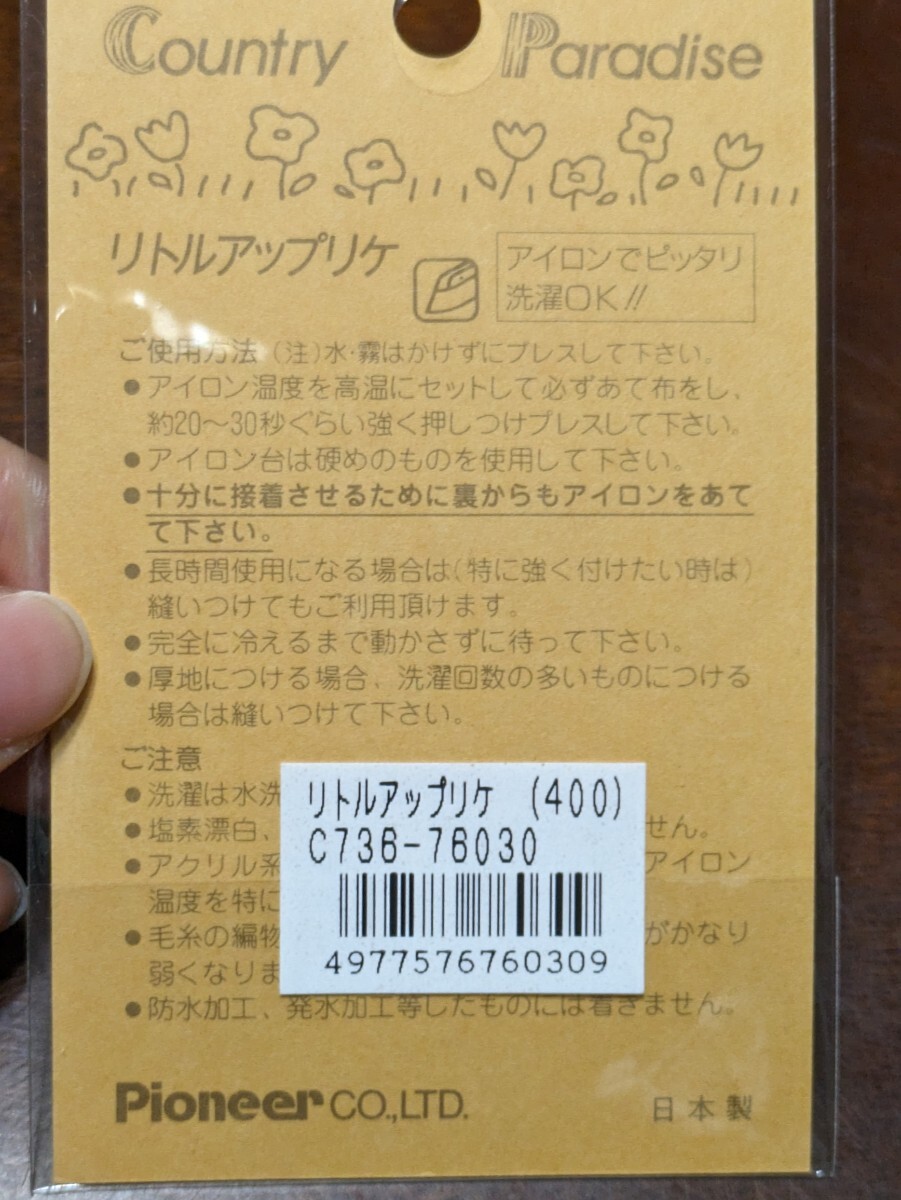 Country Paradise
リトルアップリケ
アイロンでピッタリ
洗濯OK!!
ご使用方法 (注)水・霧はかけずにプレスして下さい。
●アイロン温度を高温にセットして必ずあて布をし、
約20〜30秒ぐらい強く押しつけプレスして下さい。
●アイロン台は硬めのものを使用して下さい。
●十分に接着させるために裏からもアイロンをあて
て下さい。
●長時間使用になる場合は(特に強く付けたい時は)
縫いつけてもご利用頂けます。
●完全に冷えるまで動かさずに待って下さい。
●厚地につける場合、洗濯回数の多いものにつける
場合は縫いつけて下さい。
ご注意
●洗濯は水洗
●塩素漂白、 せん。
●アクリル系 アイロン
温度を特に
●毛糸の編物 がかなり
弱くなりま
●防水加工、発水加工等したものには着きません。
リトルアップリケ (400)
C736-76030
4977576760309
Pioneer CO.,LTD.
日本製